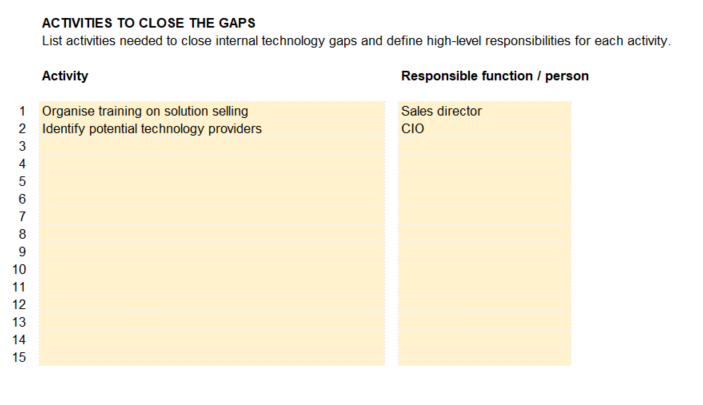 ACTIVITIES TO CLOSE THE GAPS
List activities needed to close internal technology gaps and define high-level responsibilities for each activity.
Activity Responsible function / person
1 Organise training on solution selling Sales director
2 Identify potential technology providers CIO
3
4
5
6
7
8
9
10
11
12
13
14
15